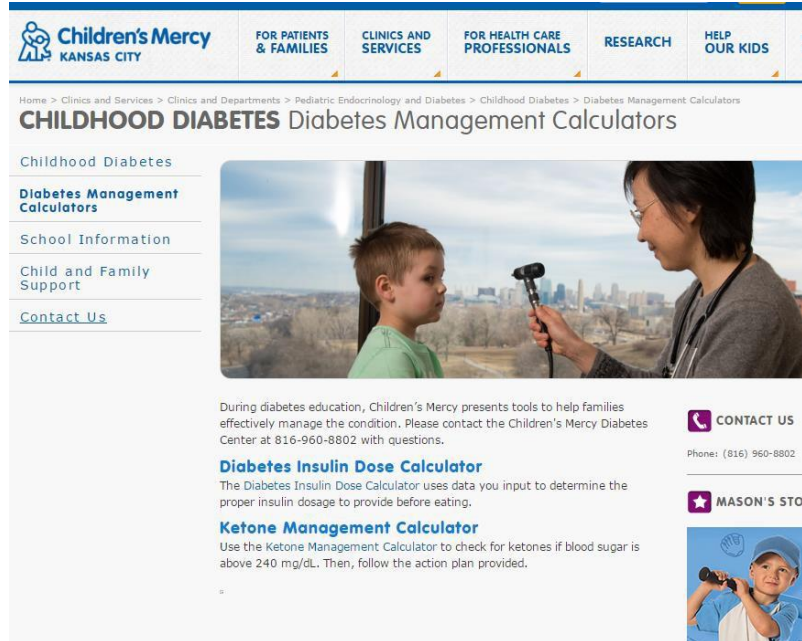 Children's Mercy
KANSAS CITY
FOR PATIENTS
& FAMILIES
CLINICS AND
SERVICES
FOR HEALTH CARE
PROFESSIONALS
RESEARCH
HELP
OUR KIDS
Home > Clinics and Services > Clinics and Departments > Pediatric Endocrinology and Diabetes > Childhood Diabetes > Diabetes Management Calculators
CHILDHOOD DIABETES Diabetes Management Calculators
Childhood Diabetes
Diabetes Management
Calculators
School Information
Child and Family
Support
Contact Us
During diabetes education, Children's Mercy presents tools to help families
effectively manage the condition. Please contact the Children's Mercy Diabetes
Center at 816-960-8802 with questions.
Diabetes Insulin Dose Calculator
The Diabetes Insulin Dose Calculator uses data you input to determine the
proper insulin dosage to provide before eating.
Ketone Management Calculator
Use the Ketone Management Calculator to check for ketones if blood sugar is
above 240 mg/dL. Then, follow the action plan provided.
CONTACT US
Phone: (816) 960-8802
MASON'S STO